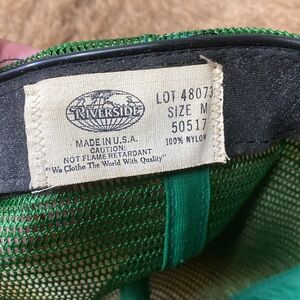 RIVERSIDE
MADE IN U.S.A.
CAUTION:
NOT FLAME RETARDANT
"We Clothe The World With Quality"
LOT 48073
SIZE M
50517
100% NYLON